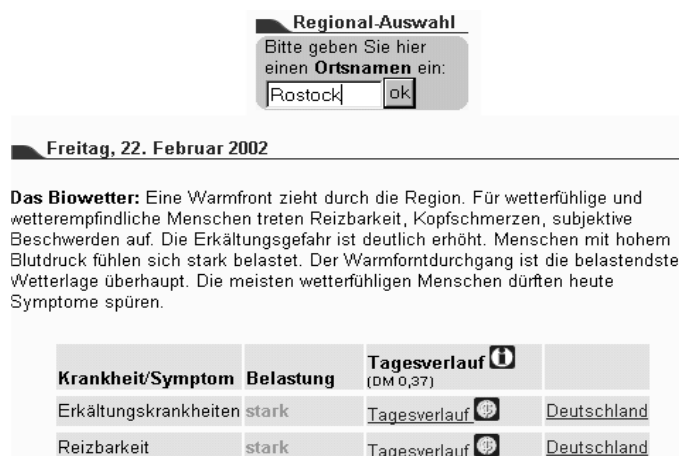 Regional-Auswahl
Bitte geben Sie hier
einen Ortsnamen ein:
Rostock ok
Freitag, 22. Februar 2002
Das Biowetter: Eine Warmfront zieht durch die Region. Für wetterfühlige und
wetterempfindliche Menschen treten Reizbarkeit, Kopfschmerzen, subjektive
Beschwerden auf. Die Erkältungsgefahr ist deutlich erhöht. Menschen mit hohem
Blutdruck fühlen sich stark belastet. Der Warmforntdurchgang ist die belastendste
Wetterlage überhaupt. Die meisten wetterfühligen Menschen dürften heute
Symptome spüren.
Krankheit/Symptom Belastung Tagesverlauf
(DM 0,37)
Erkältungskrankheiten stark Tagesverlauf Deutschland
Reizbarkeit stark Tagesverlauf Deutschland